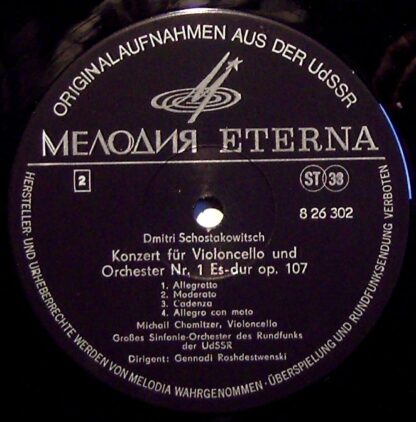 ORIGINALAUFNAHMEN AUS DER UdSSR
МЕЛОДИЯ ETERNA
2
ST 33
8 26 302
Dmitri Schostakowitsch
Konzert für Violoncello und
Orchester Nr. 1 Es-dur op. 107
1. Allegretto
2. Moderato
3. Cadenza
4. Allegro con moto
Michail Chomitzer, Violoncello
Großes Sinfonie-Orchester des Rundfunks
der UdSSR
Dirigent: Gennadi Roshdestwenski
HERSTELLER- UND URHEBERRECHTE WERDEN VON MELODIA WAHRGENOMMEN · ÜBERSPIELUNG UND RUNDFUNKSENDUNG VERBOTEN